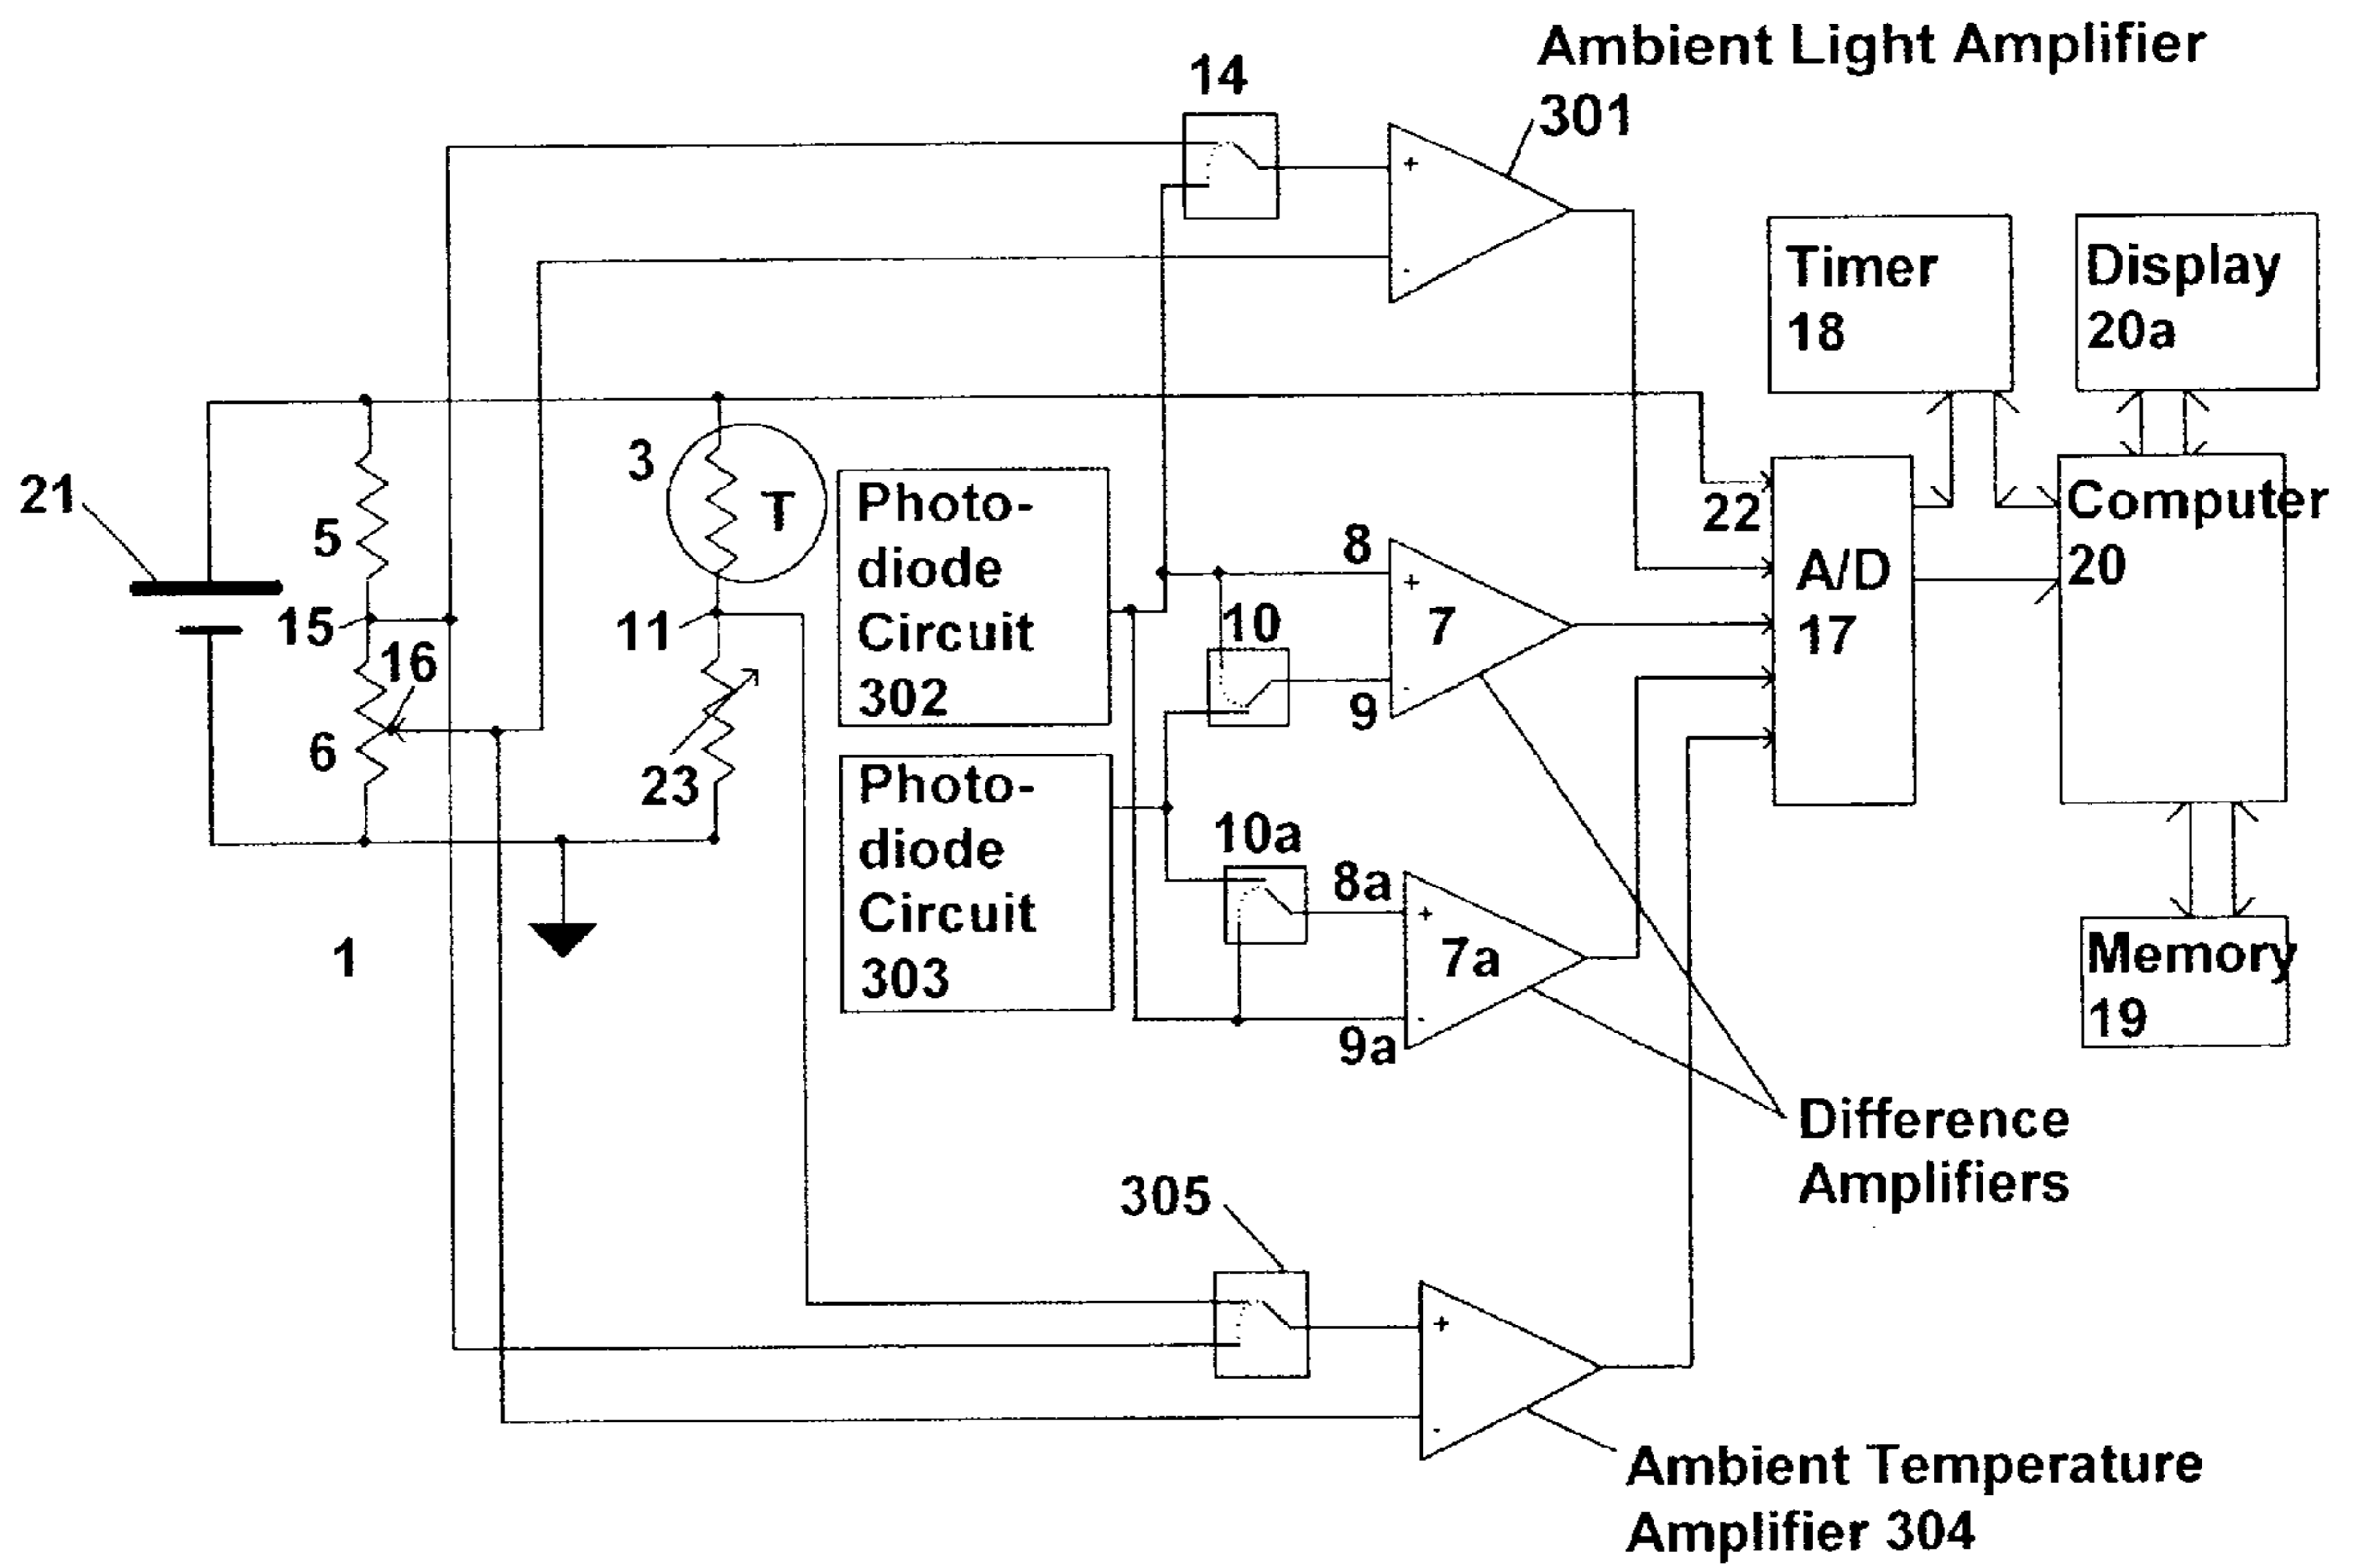 Ambient Light Amplifier
301
14
Timer
18
Display
20a
3
T
21
5
Photo-
diode
Circuit
302
8
+
-
22
A/D
17
Computer
20
15
11
10
7
16
9
6
23
Photo-
diode
Circuit
303
10a
8a
+
-
7a
9a
1
Memory
19
+
-
Difference
Amplifiers
305
+
-
Ambient Temperature
Amplifier 304